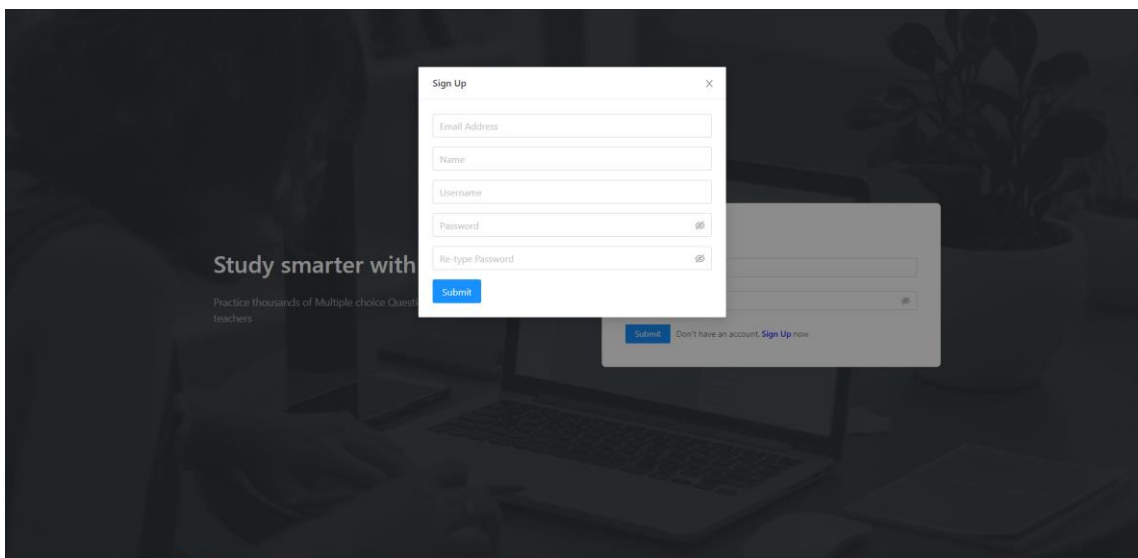 Sign Up
Email Address
Name
Username
Password
Re-type Password
Submit
Study smarter with
Practice thousands of Multiple choice Questi
teachers
Submit Don't have an account. Sign Up now